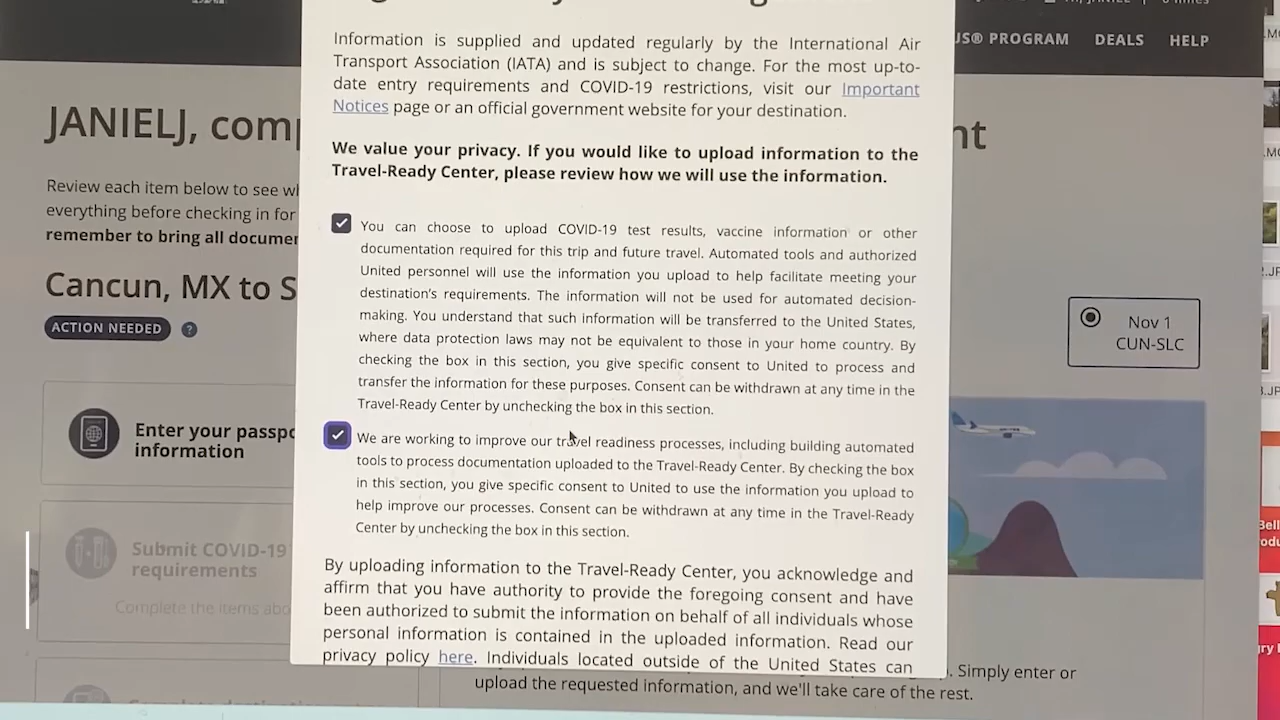 US® PROGRAM DEALS HELP
JANIELJ, com
nt
Review each item below to see wh
everything before checking in for
remember to bring all documen
Cancun, MX to S
ACTION NEEDED ?
Enter your passpo
information
Submit COVID-19
requirements
Complete the items abo
Information is supplied and updated regularly by the International Air
Transport Association (IATA) and is subject to change. For the most up-to-
date entry requirements and COVID-19 restrictions, visit our Important
Notices page or an official government website for your destination.
We value your privacy. If you would like to upload information to the
Travel-Ready Center, please review how we will use the information.
You can choose to upload COVID-19 test results, vaccine information or other
documentation required for this trip and future travel. Automated tools and authorized
United personnel will use the information you upload to help facilitate meeting your
destination's requirements. The information will not be used for automated decision-
making. You understand that such information will be transferred to the United States,
where data protection laws may not be equivalent to those in your home country. By
checking the box in this section, you give specific consent to United to process and
transfer the information for these purposes. Consent can be withdrawn at any time in the
Travel-Ready Center by unchecking the box in this section.
We are working to improve our travel readiness processes, including building automated
tools to process documentation uploaded to the Travel-Ready Center. By checking the box
in this section, you give specific consent to United to use the information you upload to
help improve our processes. Consent can be withdrawn at any time in the Travel-Ready
Center by unchecking the box in this section.
By uploading information to the Travel-Ready Center, you acknowledge and
affirm that you have authority to provide the foregoing consent and have
been authorized to submit the information on behalf of all individuals whose
personal information is contained in the uploaded information. Read our
privacy policy here. Individuals located outside of the United States can
Nov 1
CUN-SLC
. Simply enter or
upload the requested information, and we'll take care of the rest.